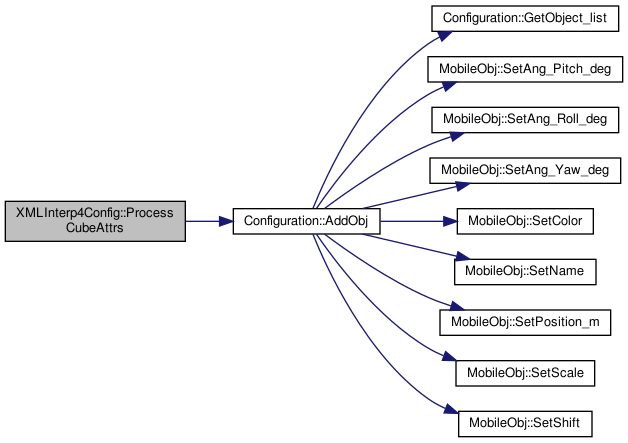 XMLInterp4Config::Process
CubeAttrs
Configuration::AddObj
Configuration::GetObject_list
MobileObj::SetAng_Pitch_deg
MobileObj::SetAng_Roll_deg
MobileObj::SetAng_Yaw_deg
MobileObj::SetColor
MobileObj::SetName
MobileObj::SetPosition_m
MobileObj::SetScale
MobileObj::SetShift